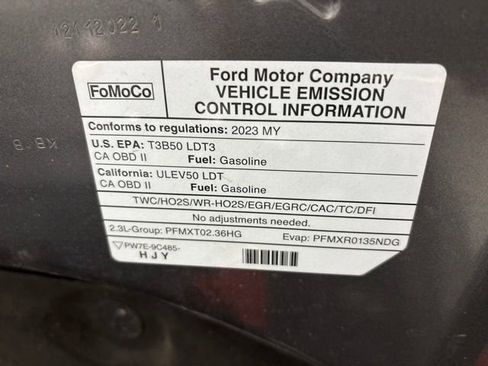 12142022 1
FoMoCo
Ford Motor Company
VEHICLE EMISSION
CONTROL INFORMATION
Conforms to regulations: 2023 MY
U.S. EPA: T3B50 LDT3
CA OBD II Fuel: Gasoline
California: ULEV50 LDT
CA OBD II Fuel: Gasoline
TWC/HO2S/WR-HO2S/EGR/EGRC/CAC/TC/DFI
No adjustments needed.
2.3L-Group: PFMXT02.36HG Evap: PFMXR0135NDG
PW7E-9C485-
HJY